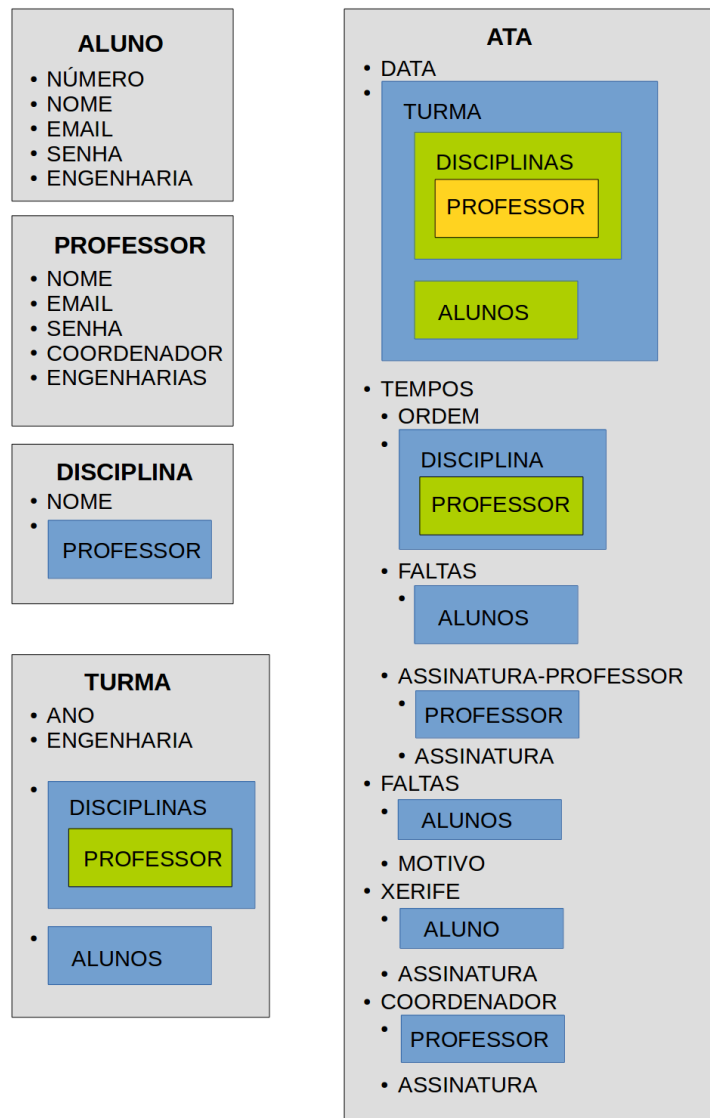 ALUNO
• NÚMERO
• NOME
• EMAIL
• SENHA
• ENGENHARIA
PROFESSOR
• NOME
• EMAIL
• SENHA
• COORDENADOR
• ENGENHARIAS
DISCIPLINA
• NOME
•
PROFESSOR
TURMA
• ANO
• ENGENHARIA
•
DISCIPLINAS
PROFESSOR
•
ALUNOS
ATA
• DATA
•
TURMA
DISCIPLINAS
PROFESSOR
ALUNOS
• TEMPOS
• ORDEM
•
DISCIPLINA
PROFESSOR
• FALTAS
•
ALUNOS
• ASSINATURA-PROFESSOR
•
PROFESSOR
• ASSINATURA
• FALTAS
•
ALUNOS
• MOTIVO
• XERIFE
•
ALUNO
• ASSINATURA
• COORDENADOR
•
PROFESSOR
• ASSINATURA